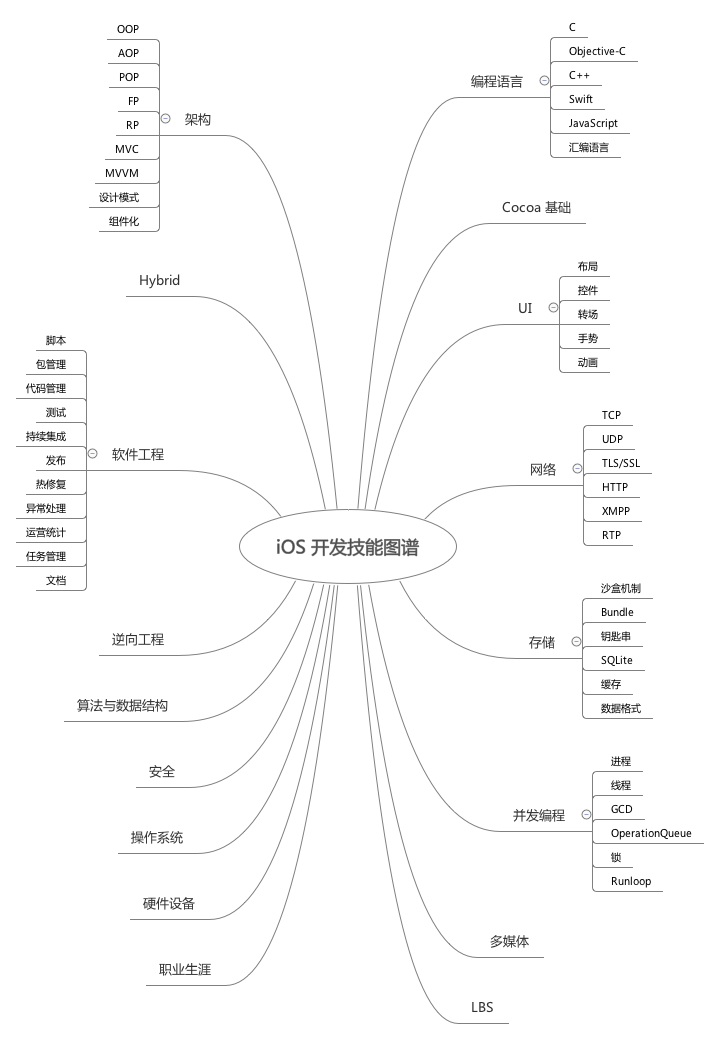 iOS 开发技能图谱
编程语言
C
Objective-C
C++
Swift
JavaScript
汇编语言
Cocoa 基础
UI
布局
控件
转场
手势
动画
网络
TCP
UDP
TLS/SSL
HTTP
XMPP
RTP
存储
沙盒机制
Bundle
钥匙串
SQLite
缓存
数据格式
并发编程
进程
线程
GCD
OperationQueue
锁
Runloop
多媒体
LBS
架构
OOP
AOP
POP
FP
RP
MVC
MVVM
设计模式
组件化
Hybrid
软件工程
脚本
包管理
代码管理
测试
持续集成
发布
热修复
异常处理
运营统计
任务管理
文档
逆向工程
算法与数据结构
安全
操作系统
硬件设备
职业生涯